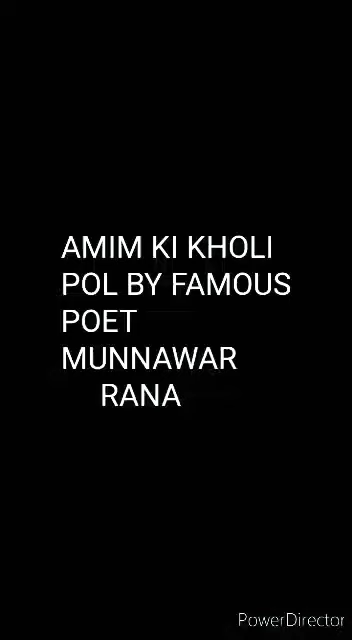 AMIM KI KHOLI
POL BY FAMOUS
POET
MUNNAWAR
RANA
PowerDirector